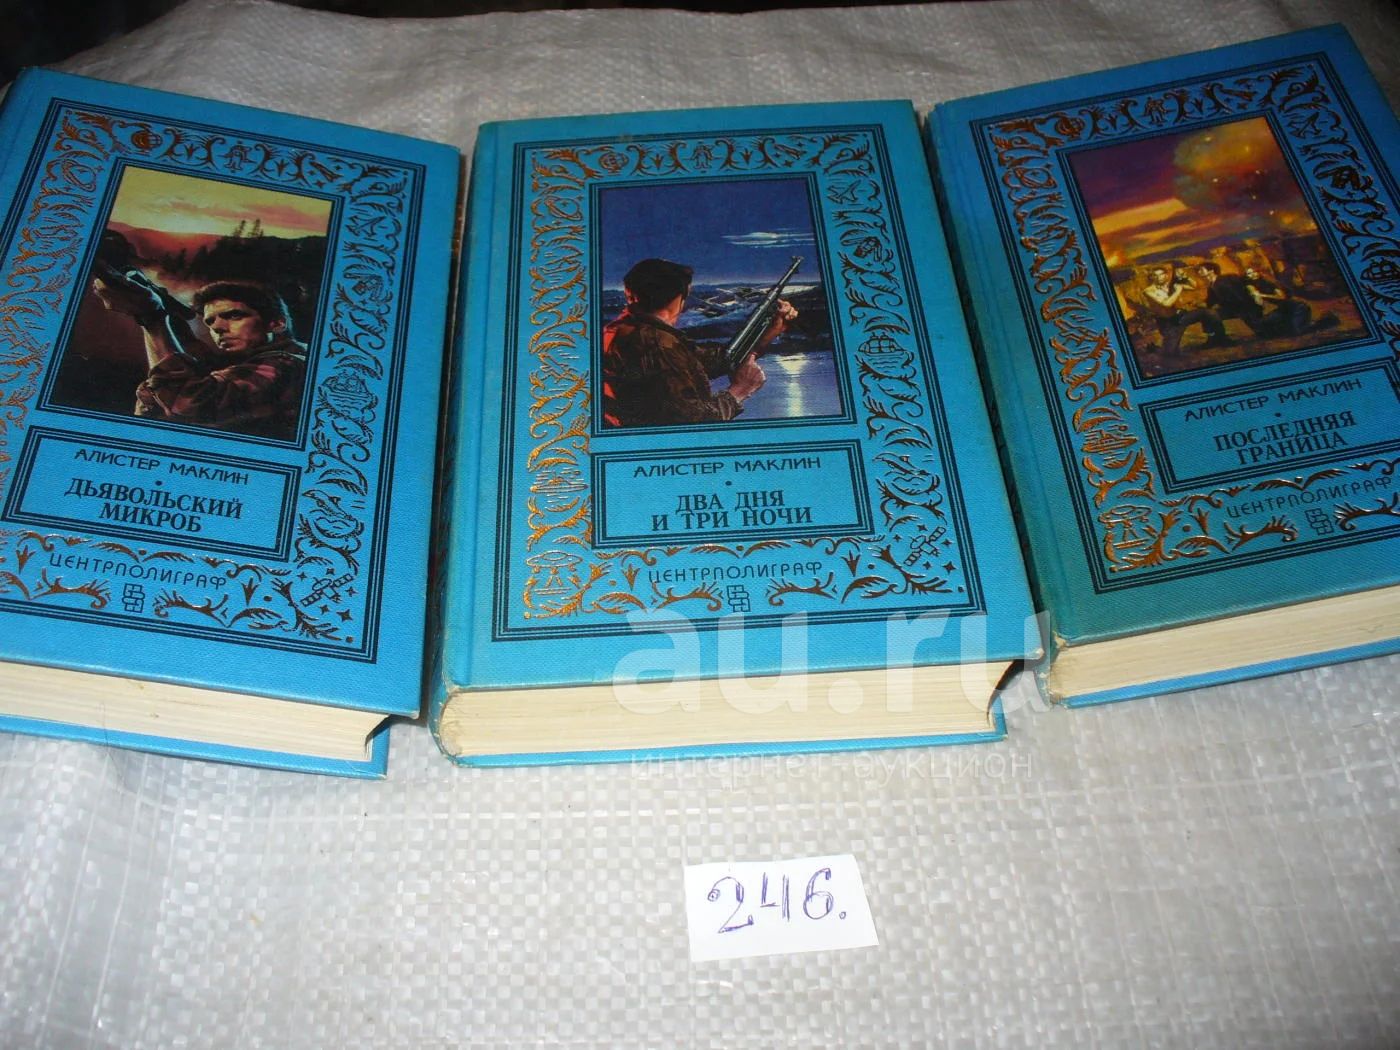 АЛИСТЕР МАКЛИН
ДЬЯВОЛЬСКИЙ
МИКРОБ
ЦЕНТРПОЛИГРАФ
АЛИСТЕР МАКЛИН
ДВА ДНЯ
И ТРИ НОЧИ
ЦЕНТРПОЛИГРАФ
АЛИСТЕР МАКЛИН
ПОСЛЕДНЯЯ
ГРАНИЦА
ЦЕНТРПОЛИГРАФ
au.ru
интернет-аукцион
246.